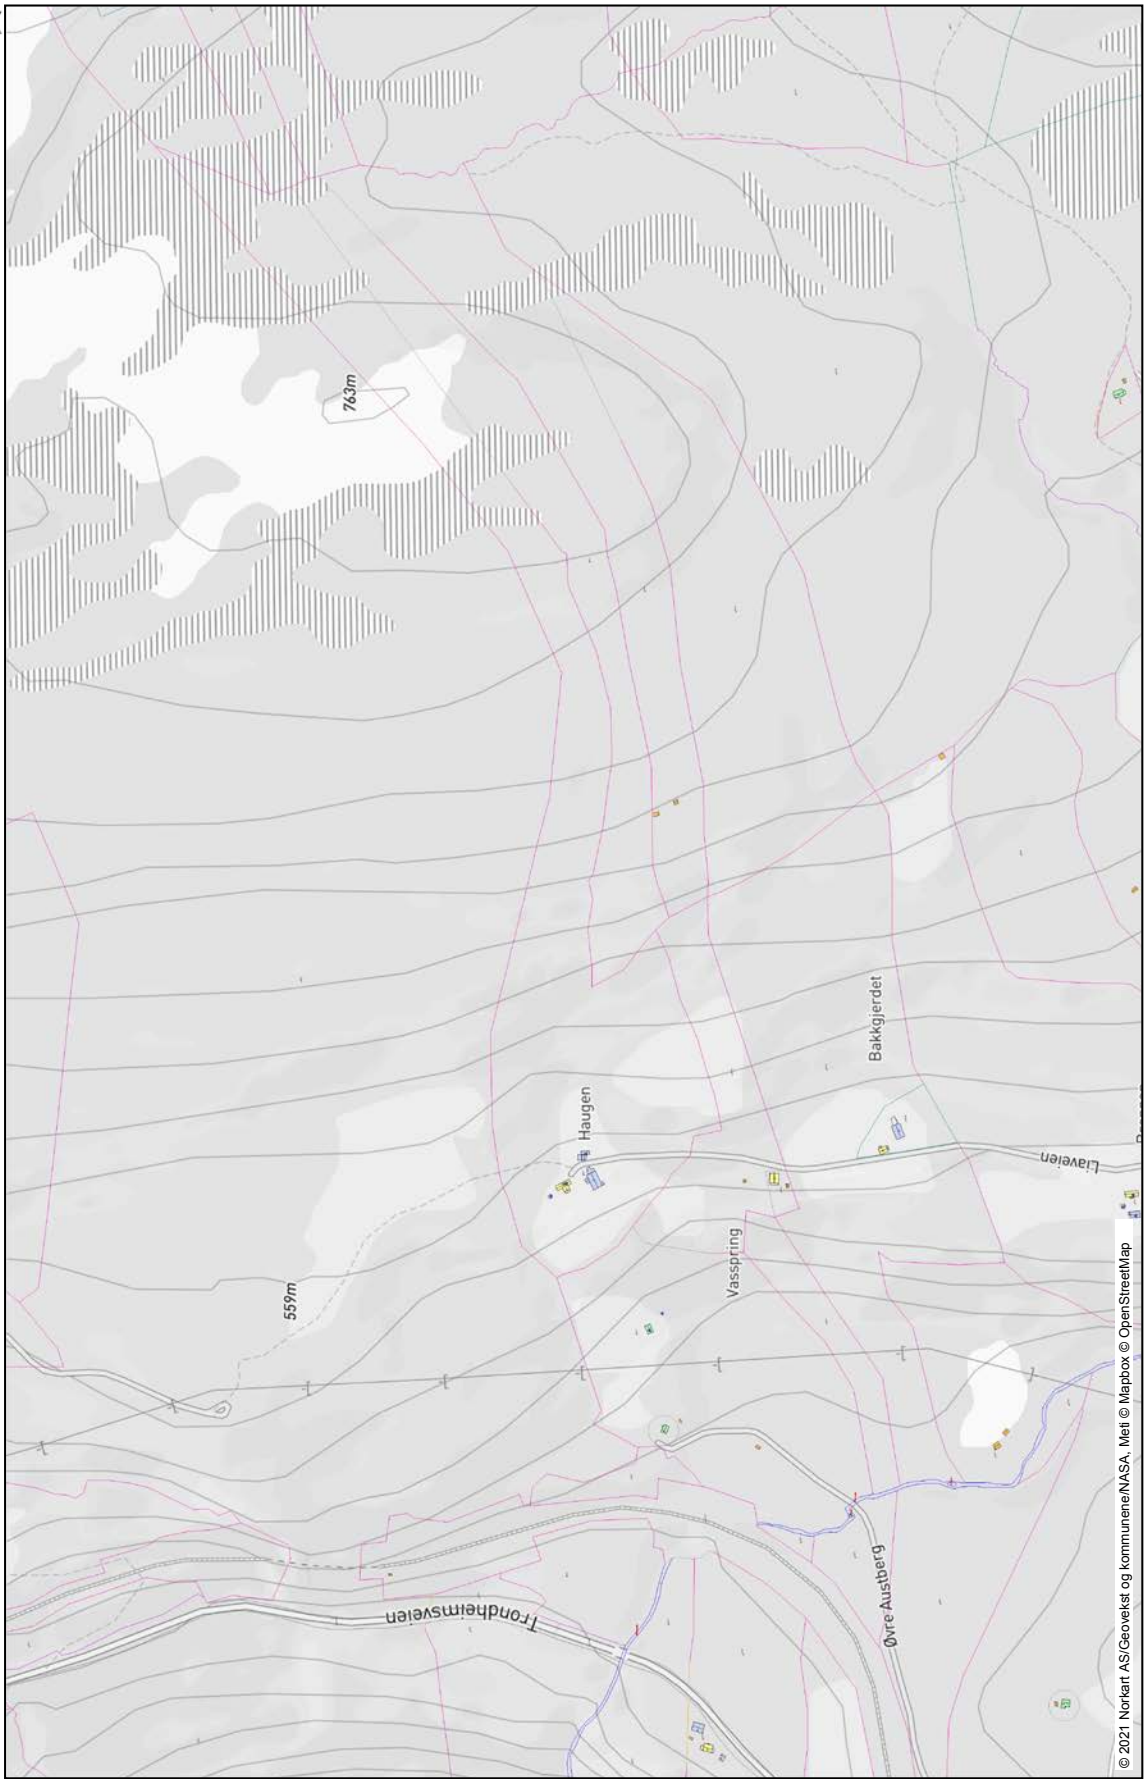 763m
Bakkgjerdet
Haugen
Liaveien
Vasspring
559m
Trondheimsveien
Øvre Austberg
© 2021 Norkart AS/Geovekst og kommunene/NASA, Meti © Mapbox © OpenStreetMap